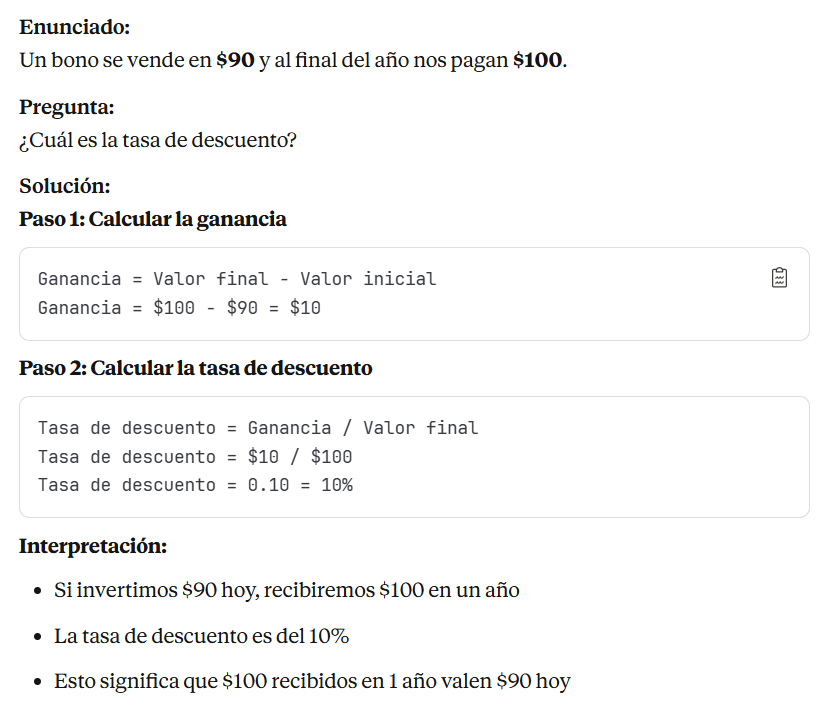 Enunciado:
Un bono se vende en $90 y al final del año nos pagan $100.
Pregunta:
¿Cuál es la tasa de descuento?
Solución:
Paso 1: Calcular la ganancia
Ganancia = Valor final - Valor inicial
Ganancia = $100 - $90 = $10
Paso 2: Calcular la tasa de descuento
Tasa de descuento = Ganancia / Valor final
Tasa de descuento = $10 / $100
Tasa de descuento = 0.10 = 10%
Interpretación:
• Si invertimos $90 hoy, recibiremos $100 en un año
• La tasa de descuento es del 10%
• Esto significa que $100 recibidos en 1 año valen $90 hoy